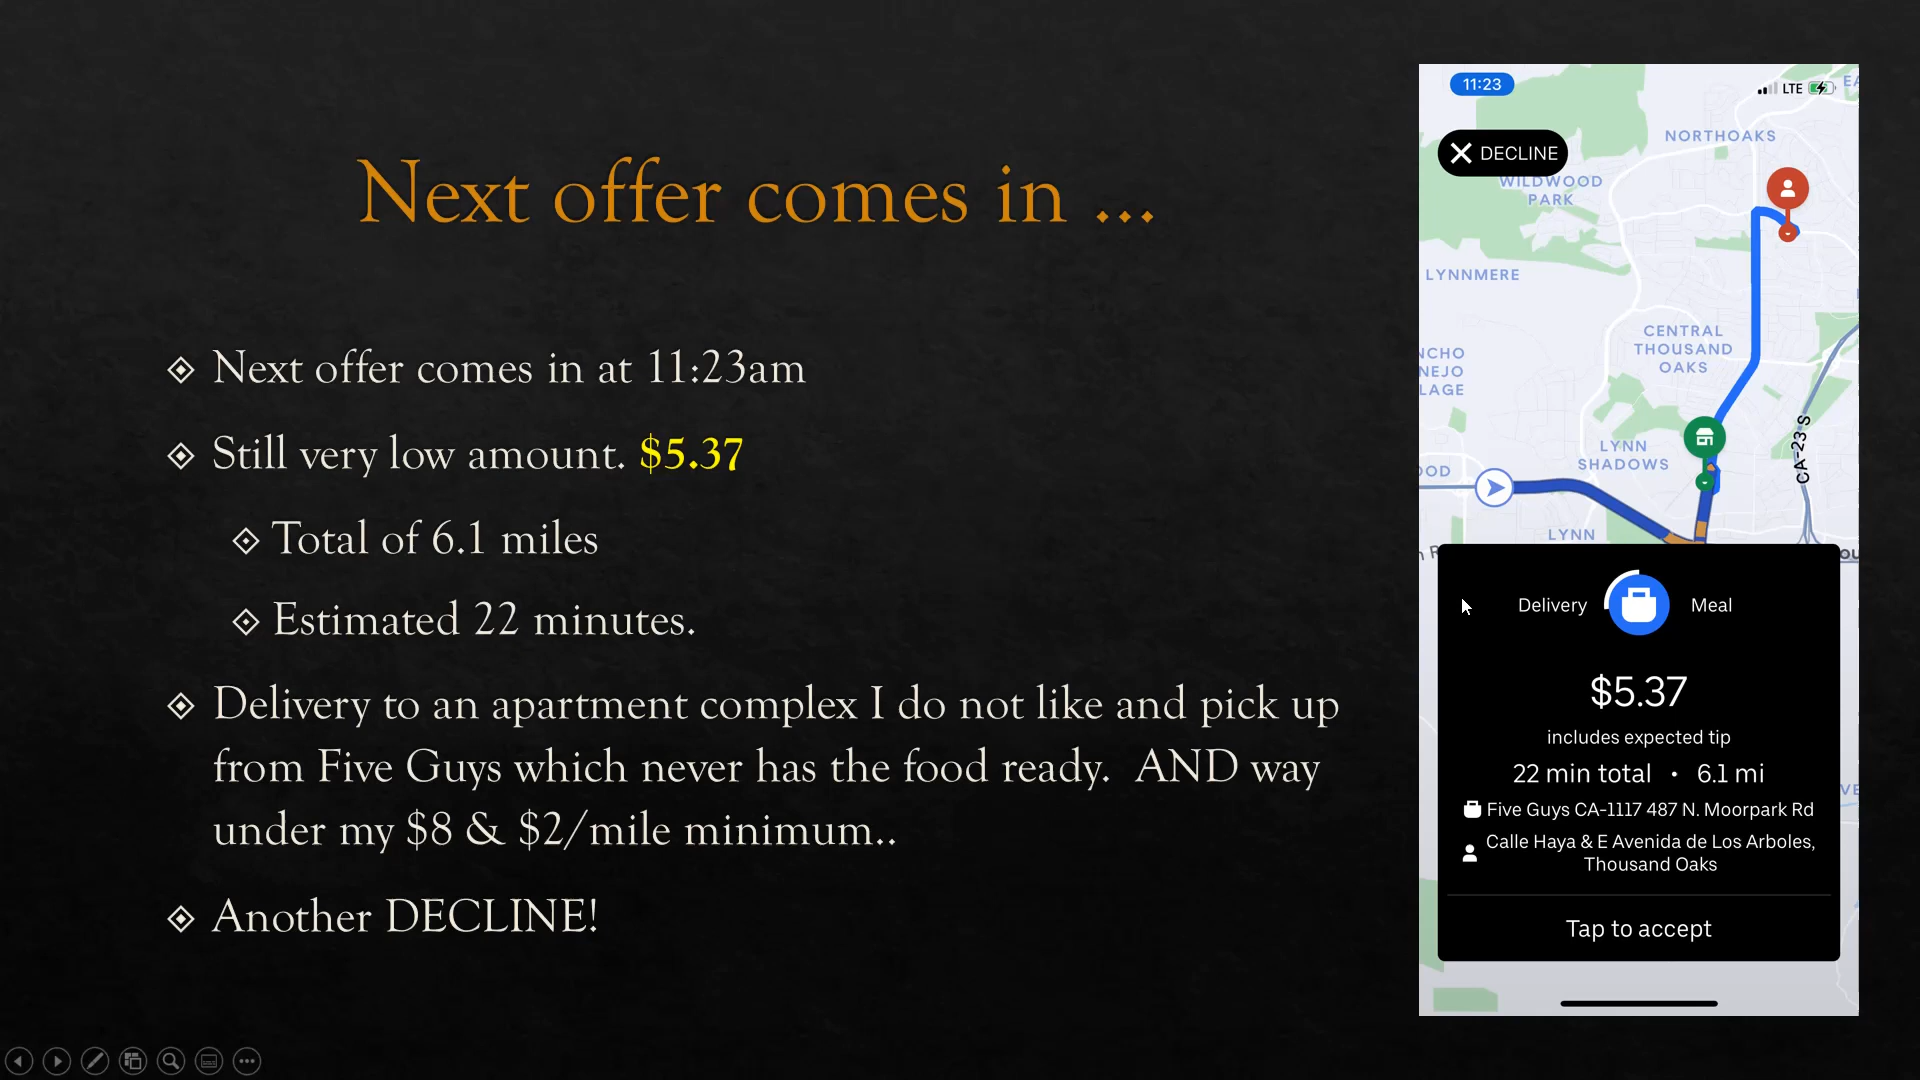 Next offer comes in ...
Next offer comes in at 11:23am
Still very low amount. $5.37
Total of 6.1 miles
Estimated 22 minutes.
Delivery to an apartment complex I do not like and pick up
from Five Guys which never has the food ready.  AND way
under my $8 & $2/mile minimum..
Another DECLINE!
11:23
LTE
DECLINE
NORTHOAKS
WILDWOOD
PARK
LYNNMERE
CENTRAL
THOUSAND
OAKS
NCHO
NEJO
LAGE
LYNN
SHADOWS
CA-23 S
OOD
LYNN
Delivery
Meal
$5.37
includes expected tip
22 min total • 6.1 mi
Five Guys CA-1117 487 N. Moorpark Rd
Calle Haya & E Avenida de Los Arboles,
Thousand Oaks
Tap to accept